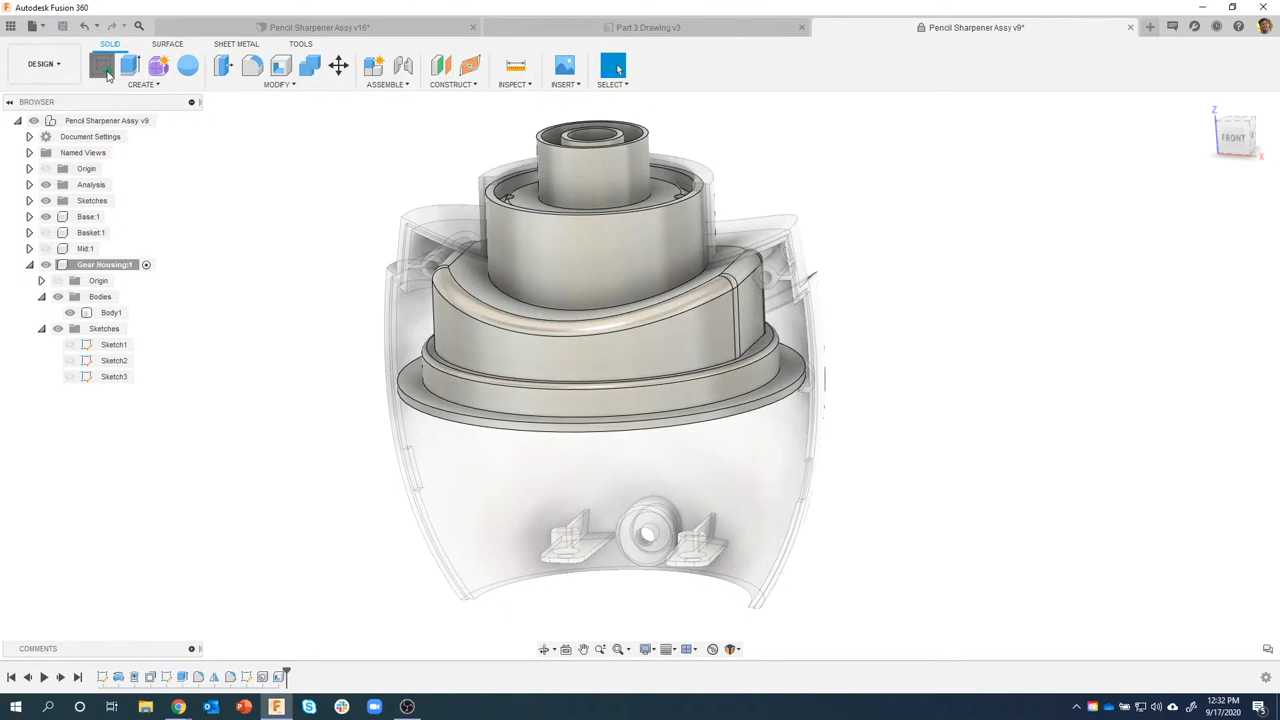 Autodesk Fusion 360
Pencil Sharpener Assy v16*
Part 3 Drawing v3
Pencil Sharpener Assy v9*
SOLID
SURFACE
SHEET METAL
TOOLS
DESIGN
CREATE
MODIFY
ASSEMBLE
CONSTRUCT
INSPECT
INSERT
SELECT
BROWSER
Pencil Sharpener Assy v9
Document Settings
Named Views
Origin
Analysis
Sketches
Base:1
Basket:1
Mid:1
Gear Housing:1
Origin
Bodies
Body1
Sketches
Sketch1
Sketch2
Sketch3
Z
FRONT
X
COMMENTS
12:32 PM
9/17/2020
5